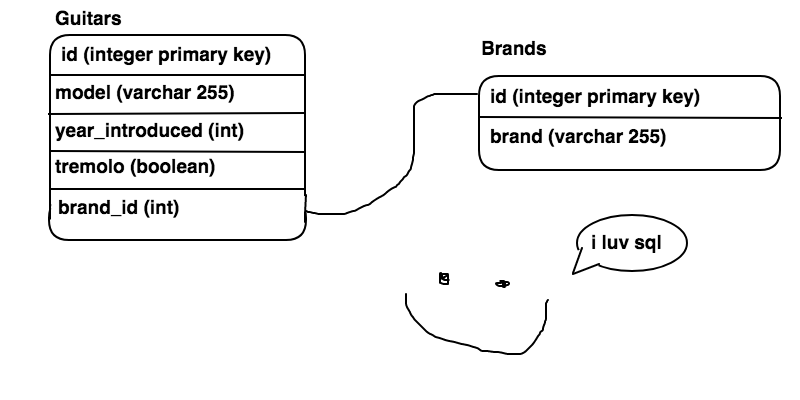 Guitars
id (integer primary key)
model (varchar 255)
year_introduced (int)
tremolo (boolean)
brand_id (int)
Brands
id (integer primary key)
brand (varchar 255)
i luv sql